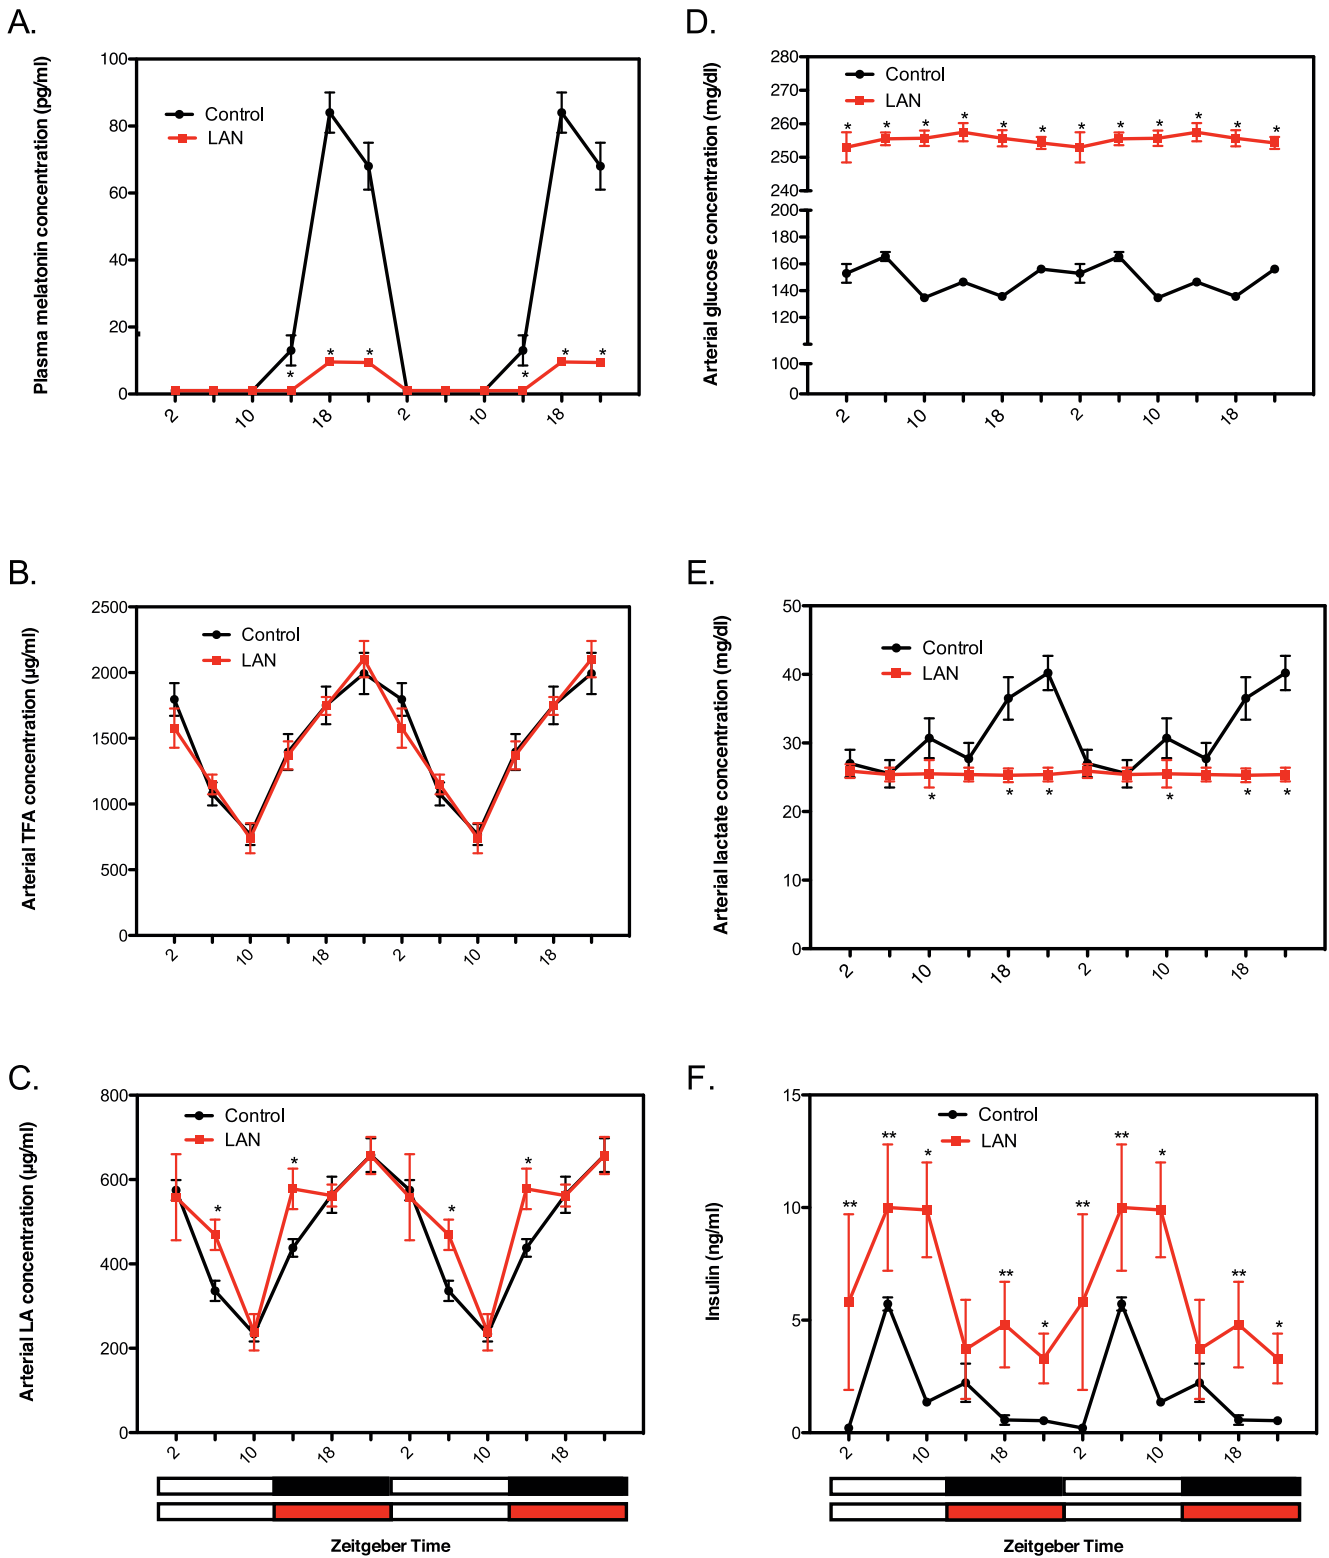 A.
Plasma melatonin concentration (pg/ml)
100
80
60
40
20
0
Control
LAN
* * * * * *
2 10 18 2 10 18
D.
Arterial glucose concentration (mg/dl)
280
270
260
250
240
200
180
160
140
120
100
0
Control
LAN
* * * * * * * * * * * *
2 10 18 2 10 18
B.
Arterial TFA concentration (µg/ml)
2500
2000
1500
1000
500
0
Control
LAN
2 10 18 2 10 18
E.
Arterial lactate concentration (mg/dl)
50
40
30
20
10
0
Control
LAN
* * * * * *
2 10 18 2 10 18
C.
Arterial LA concentration (µg/ml)
800
600
400
200
0
Control
LAN
* * * *
2 10 18 2 10 18
Zeitgeber Time
F.
Insulin (ng/ml)
15
10
5
0
Control
LAN
** ** * ** * ** ** * ** *
2 10 18 2 10 18
Zeitgeber Time